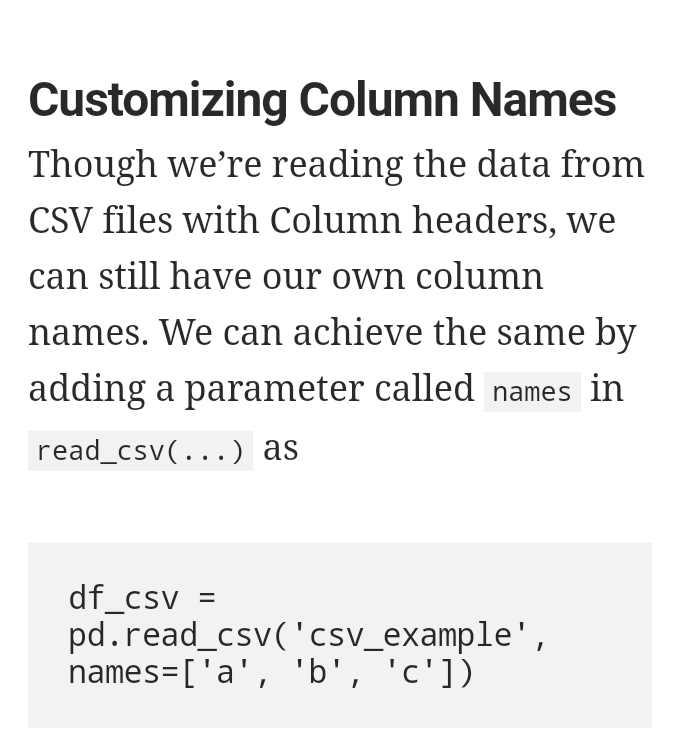 Customizing Column Names
Though we’re reading the data from
CSV files with Column headers, we
can still have our own column
names. We can achieve the same by
adding a parameter called names in
read_csv(...) as
df_csv =
pd.read_csv('csv_example',
names=['a', 'b', 'c'])